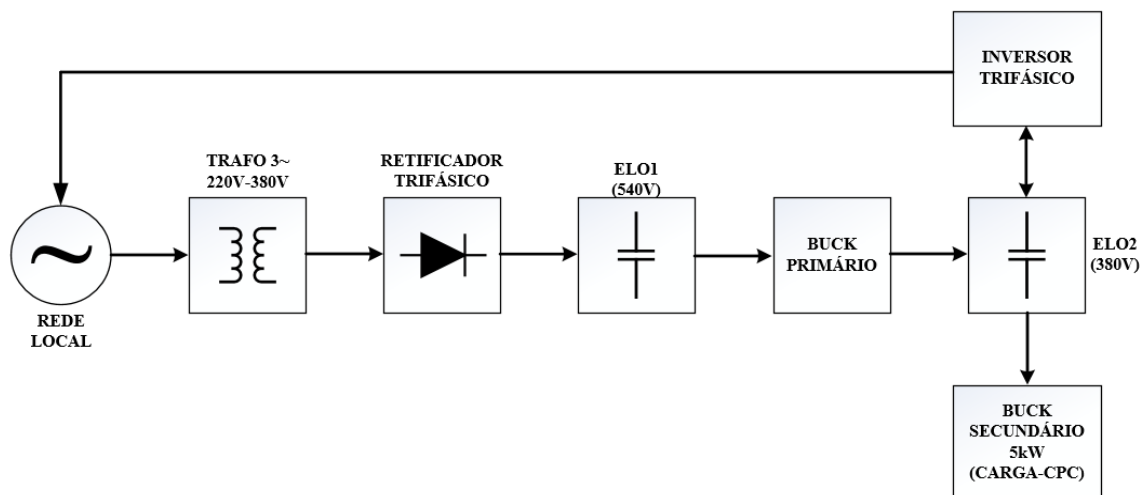 INVERSOR
TRIFÁSICO
TRAFO 3~
220V-380V
RETIFICADOR
TRIFÁSICO
ELO1
(540V)
BUCK
PRIMÁRIO
ELO2
(380V)
REDE
LOCAL
BUCK
SECUNDÁRIO
5kW
(CARGA-CPC)